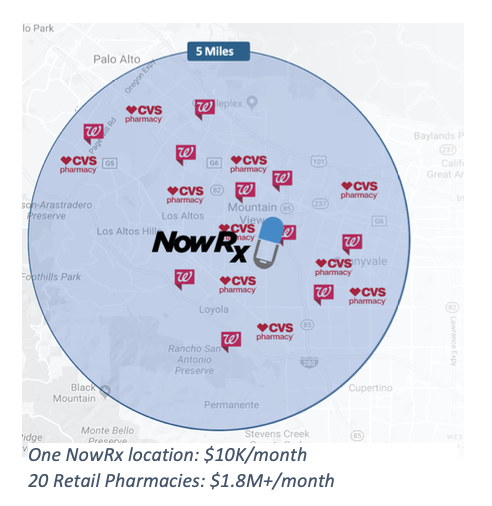 lo Park
5 Miles
Palo Alto
Oregon Expy
CVS
pharmacy
W
plex
Page Mill Rd
W
Baylands P
237
CVS
pharmacy
G5
W
G6
CVS
pharmacy
101
Calif
Great Am
CVS
pharmacy
82
W
W
CVS
pharmacy
son-Arastradero
Preserve
Los Altos
Mountain
View
85
237
G6
Los Altos Hills
CVS
pharmacy
W
NowRx
W
nyvale
CVS
pharmacy
Foothills Park
W
CVS
pharmacy
W
CVS
pharmacy
Loyola
82
Lawrence Expy
W
CVS
pharmacy
85
Rancho San
Antonio
Preserve
280
Black
Mountain
Cupertino
Permanente
Monte Bello
Preserve
Ridge
Stevens Creek
85
WES
One NowRx location: $10K/month
20 Retail Pharmacies: $1.8M+/month